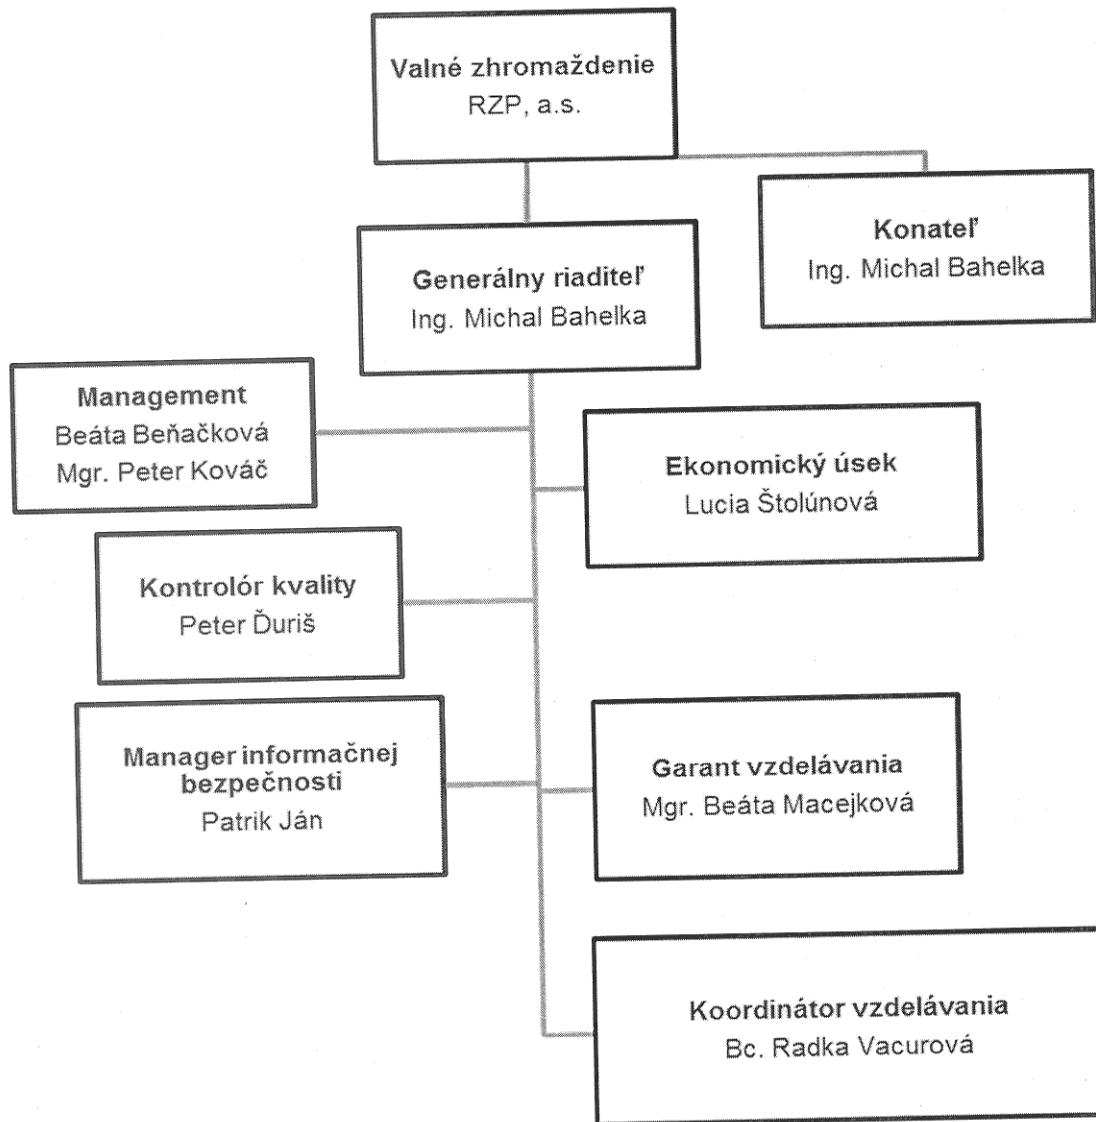 Valné zhromaždenie
RZP, a.s.
Konateľ
Ing. Michal Bahelka
Generálny riaditeľ
Ing. Michal Bahelka
Management
Beáta Beňačková
Mgr. Peter Kováč
Ekonomický úsek
Lucia Štolúnová
Kontrolór kvality
Peter Ďuriš
Manager informačnej
bezpečnosti
Patrik Ján
Garant vzdelávania
Mgr. Beáta Macejková
Koordinátor vzdelávania
Bc. Radka Vacurová